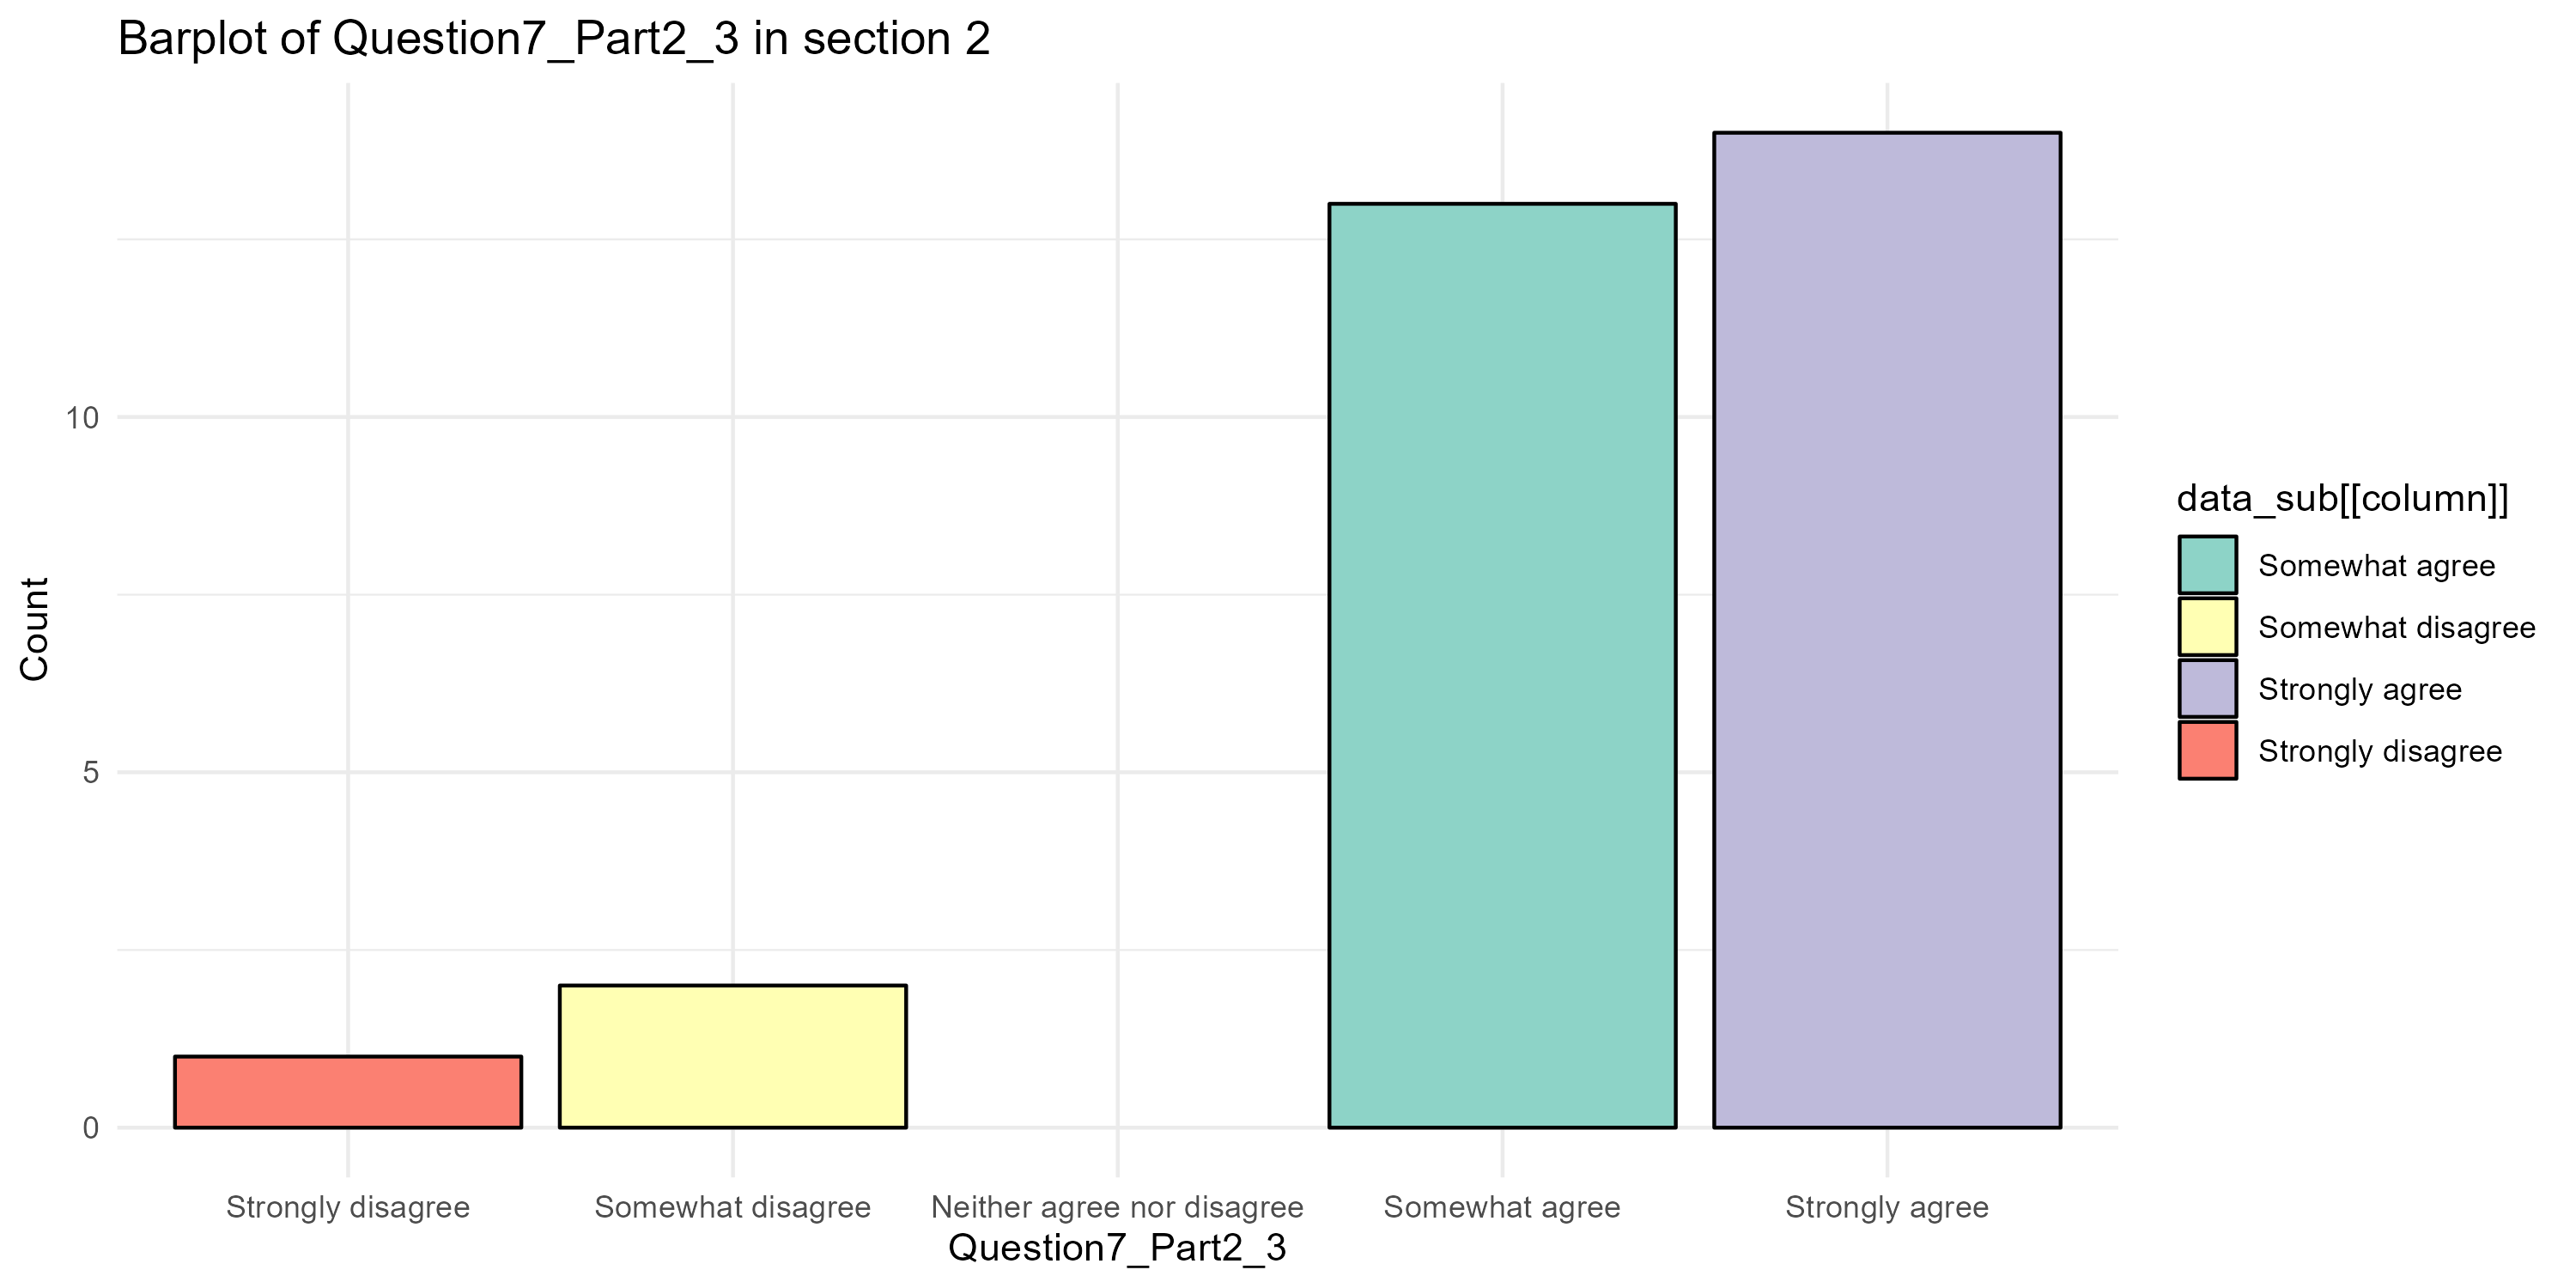 Barplot of Question7_Part2_3 in section 2
Count
10
5
0
Strongly disagree
Somewhat disagree
Neither agree nor disagree
Somewhat agree
Strongly agree
Question7_Part2_3
data_sub[[column]]
Somewhat agree
Somewhat disagree
Strongly agree
Strongly disagree